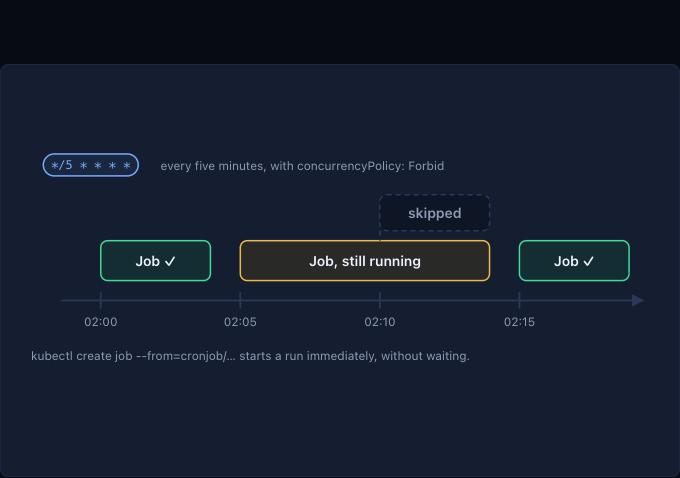 */5 * * * *
every five minutes, with concurrencyPolicy: Forbid
skipped
Job ✓
Job, still running
Job ✓
02:00
02:05
02:10
02:15
kubectl create job --from=cronjob/... starts a run immediately, without waiting.